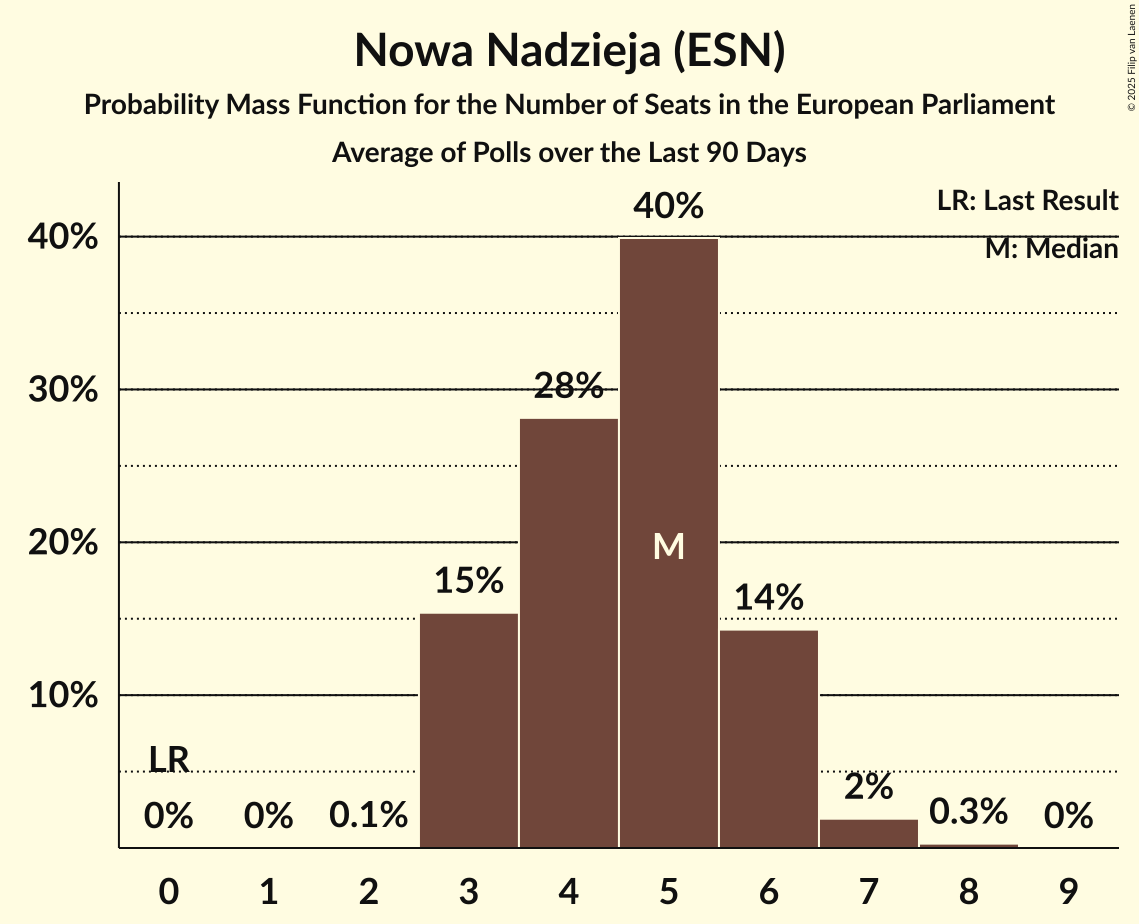 Nowa Nadzieja (ESN)
Probability Mass Function for the Number of Seats in the European Parliament
Average of Polls over the Last 90 Days
© 2025 Filip van Laenen
LR: Last Result
M: Median
40%
30%
20%
10%
LR
0%
0%
0.1%
15%
28%
40%
M
14%
2%
0.3%
0%
0 1 2 3 4 5 6 7 8 9